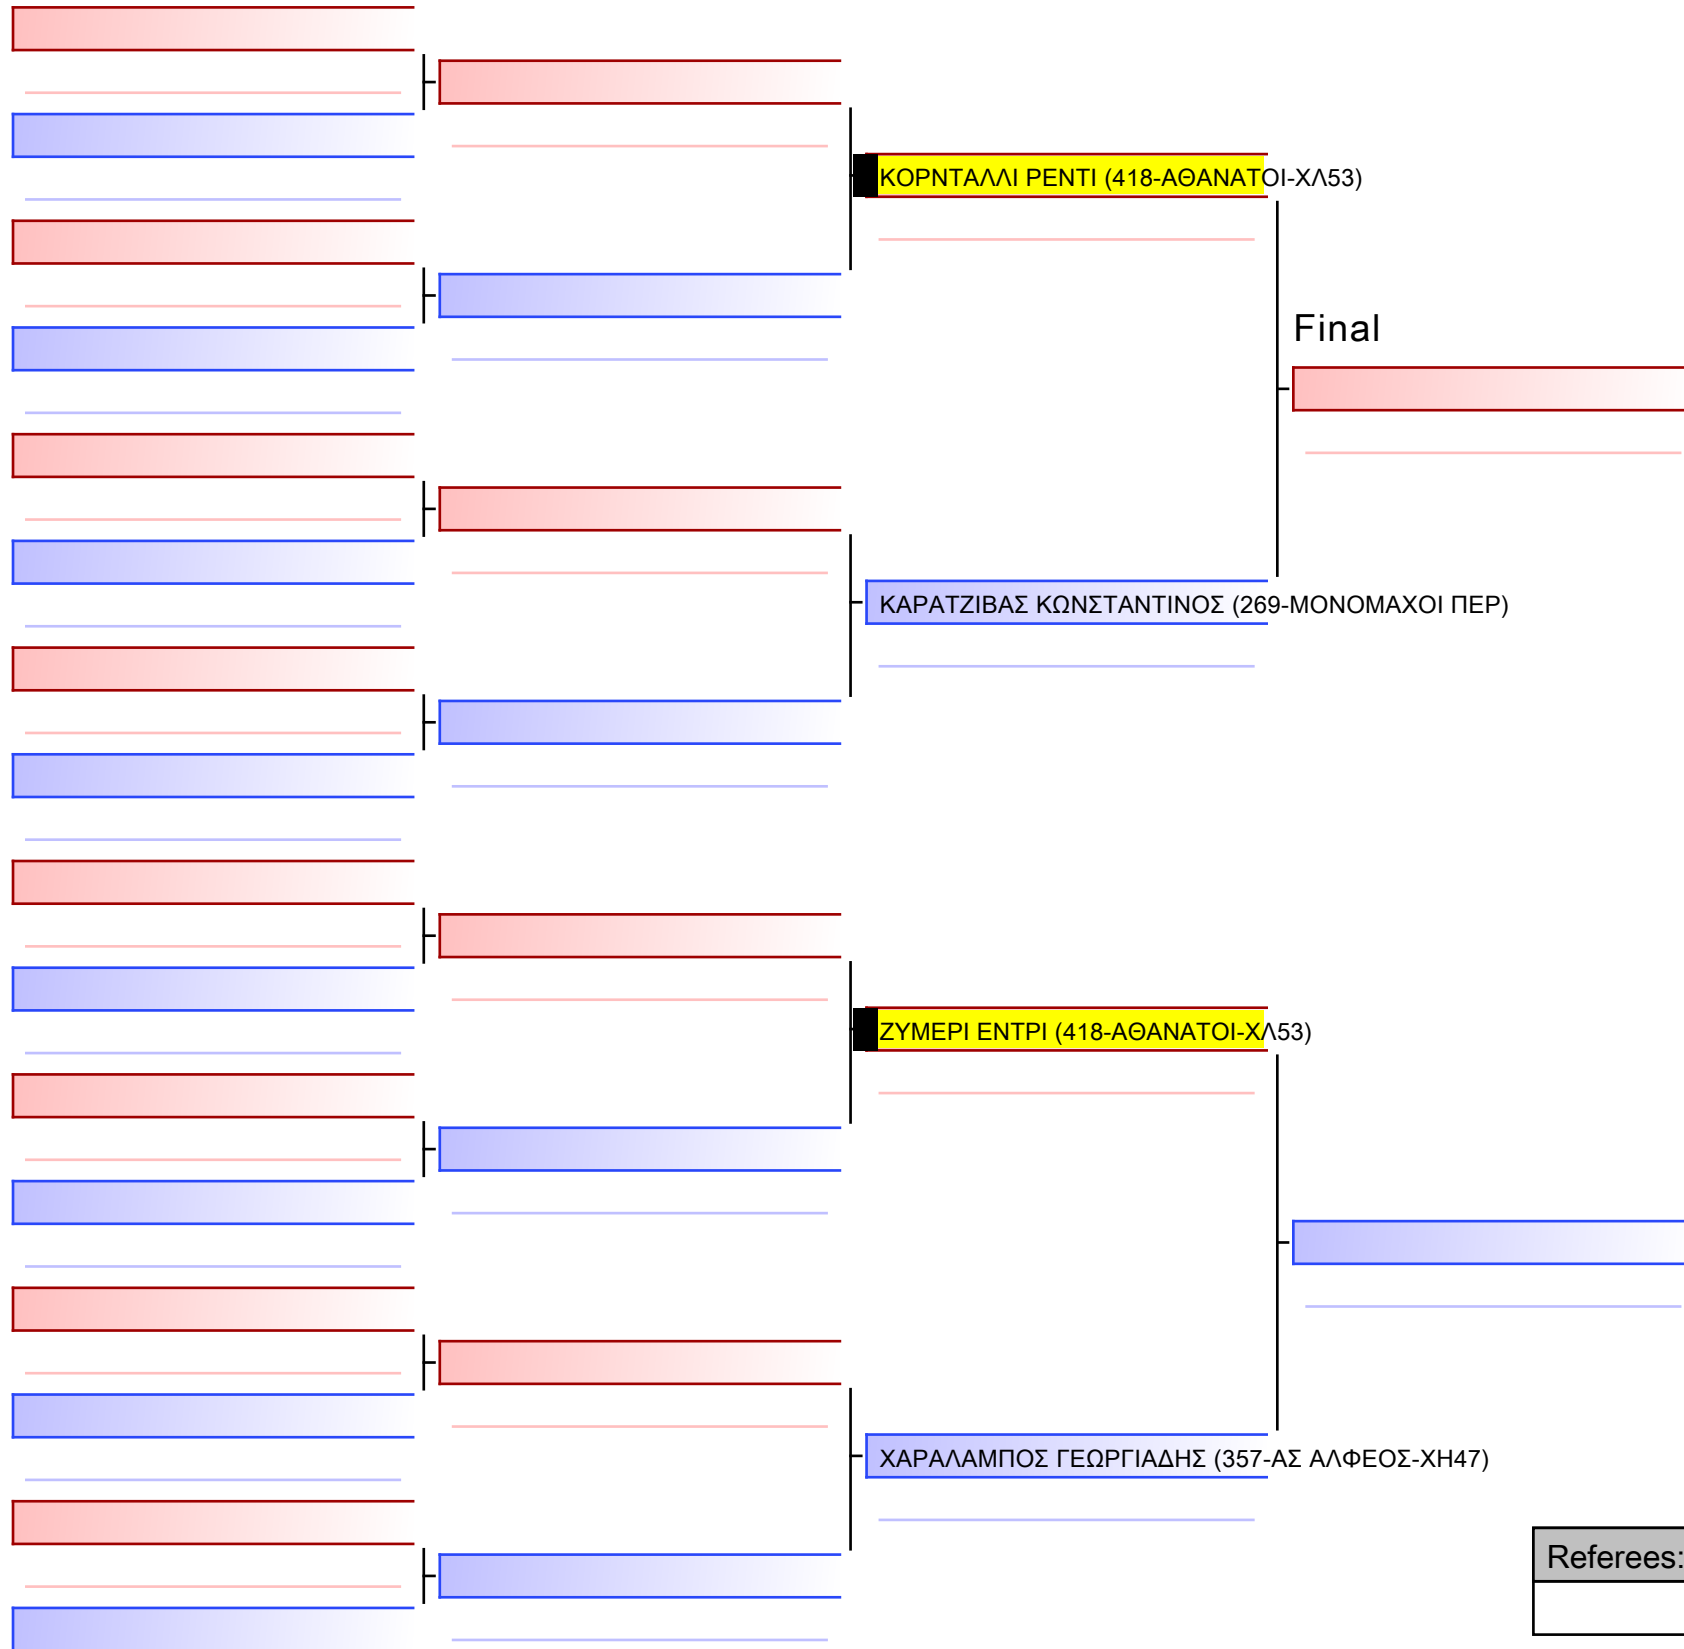 ΚΟΡΝΤΑΛΛΙ ΡΕΝΤΙ (418-ΑΘΑΝΑΤΟΙ-ΧΛ53)
Final
ΚΑΡΑΤΖΙΒΑΣ ΚΩΝΣΤΑΝΤΙΝΟΣ (269-ΜΟΝΟΜΑΧΟΙ ΠΕΡ)
ΖΥΜΕΡΙ ΕΝΤΡΙ (418-ΑΘΑΝΑΤΟΙ-ΧΛ53)
ΧΑΡΑΛΑΜΠΟΣ ΓΕΩΡΓΙΑΔΗΣ (357-ΑΣ ΑΛΦΕΟΣ-ΧΗ47)
Referees: